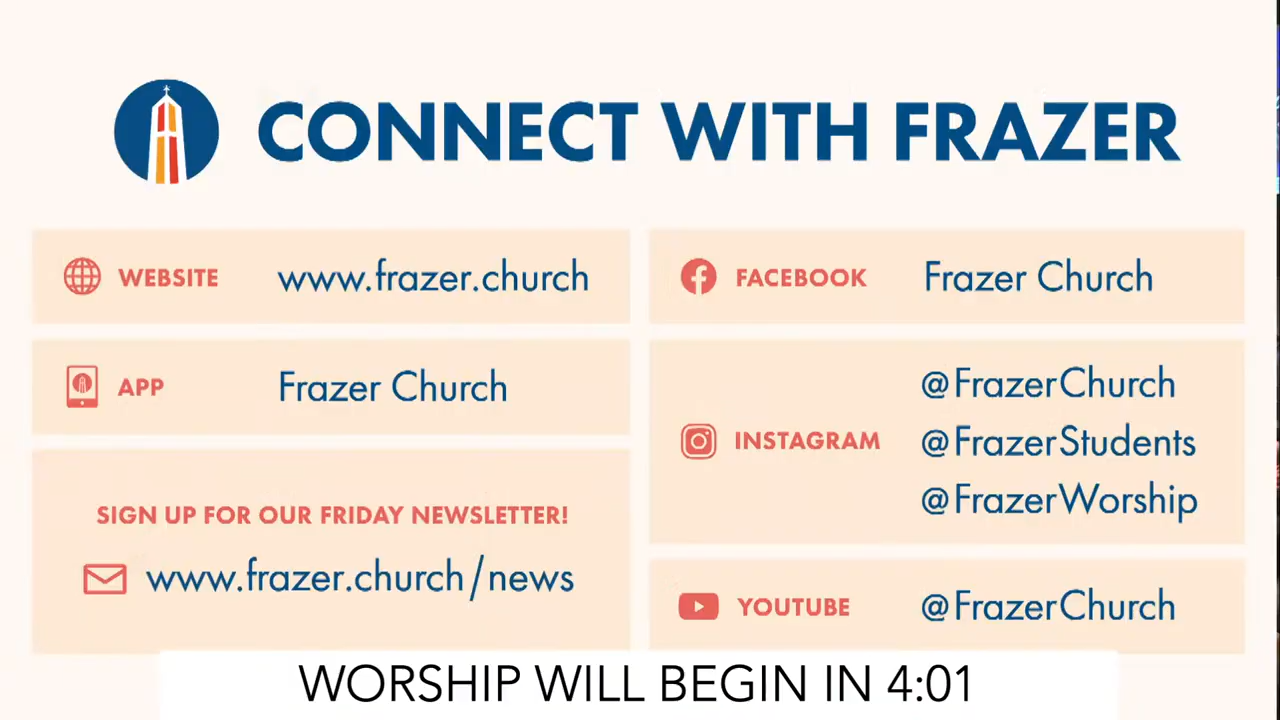 CONNECT WITH FRAZER
WEBSITE www.frazer.church
APP Frazer Church
SIGN UP FOR OUR FRIDAY NEWSLETTER!
www.frazer.church/news
FACEBOOK Frazer Church
INSTAGRAM
@FrazerChurch
@FrazerStudents
@FrazerWorship
YOUTUBE @FrazerChurch
WORSHIP WILL BEGIN IN 4:01